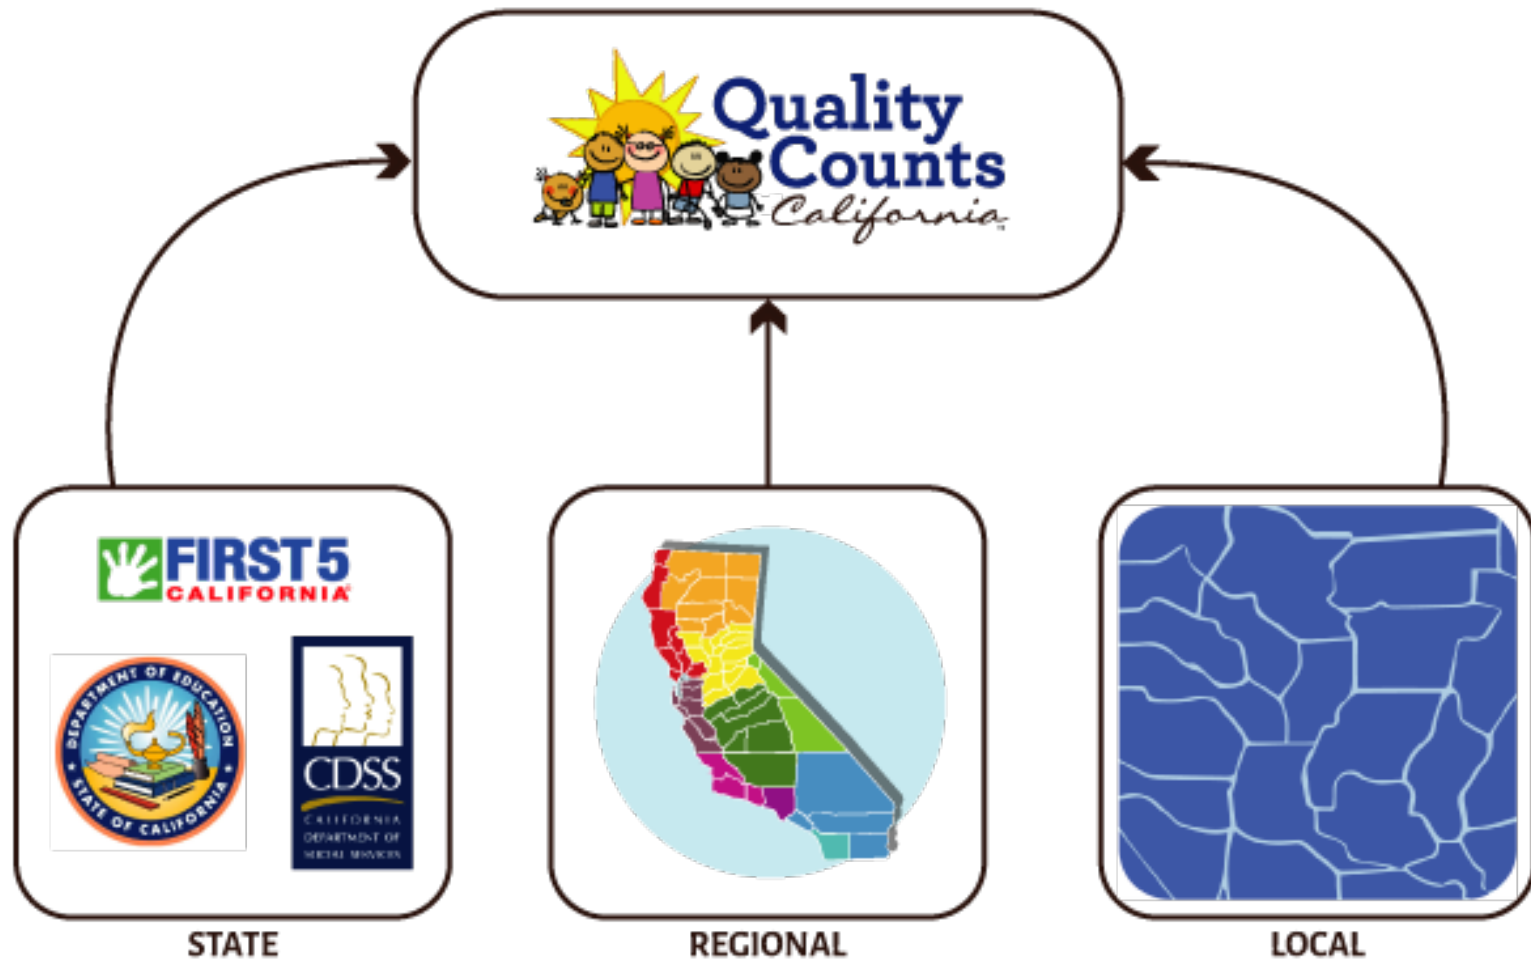 Quality
Counts
California
FIRST 5
CALIFORNIA
DEPARTMENT OF EDUCATION
STATE OF CALIFORNIA
CDSS
CALIFORNIA
DEPARTMENT OF
SOCIAL SERVICES
STATE
REGIONAL
LOCAL